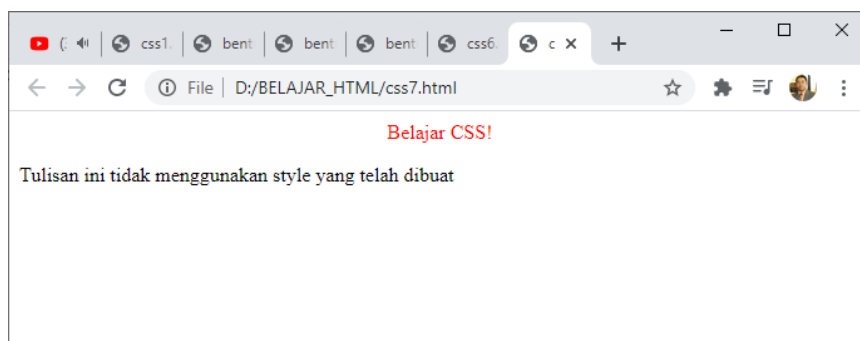 css1.
bent
bent
bent
css6.
c
File
D:/BELAJAR_HTML/css7.html
Belajar CSS!
Tulisan ini tidak menggunakan style yang telah dibuat